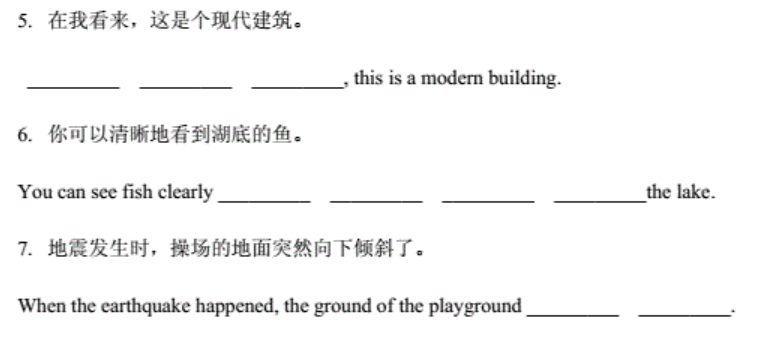 5. 在我看来，这是个现代建筑。
_________ _________ _________, this is a modern building.
6. 你可以清晰地看到湖底的鱼。
You can see fish clearly _________ _________ _________ _________the lake.
7. 地震发生时，操场的地面突然向下倾斜了。
When the earthquake happened, the ground of the playground _________ _________.